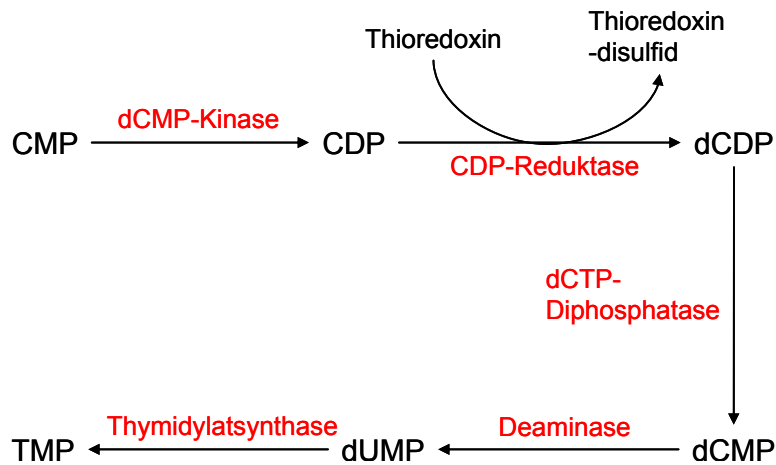 Thioredoxin
Thioredoxin
-disulfid
dCMP-Kinase
CMP
CDP
dCDP
CDP-Reduktase
dCTP-
Diphosphatase
Thymidylatsynthase
Deaminase
TMP
dUMP
dCMP